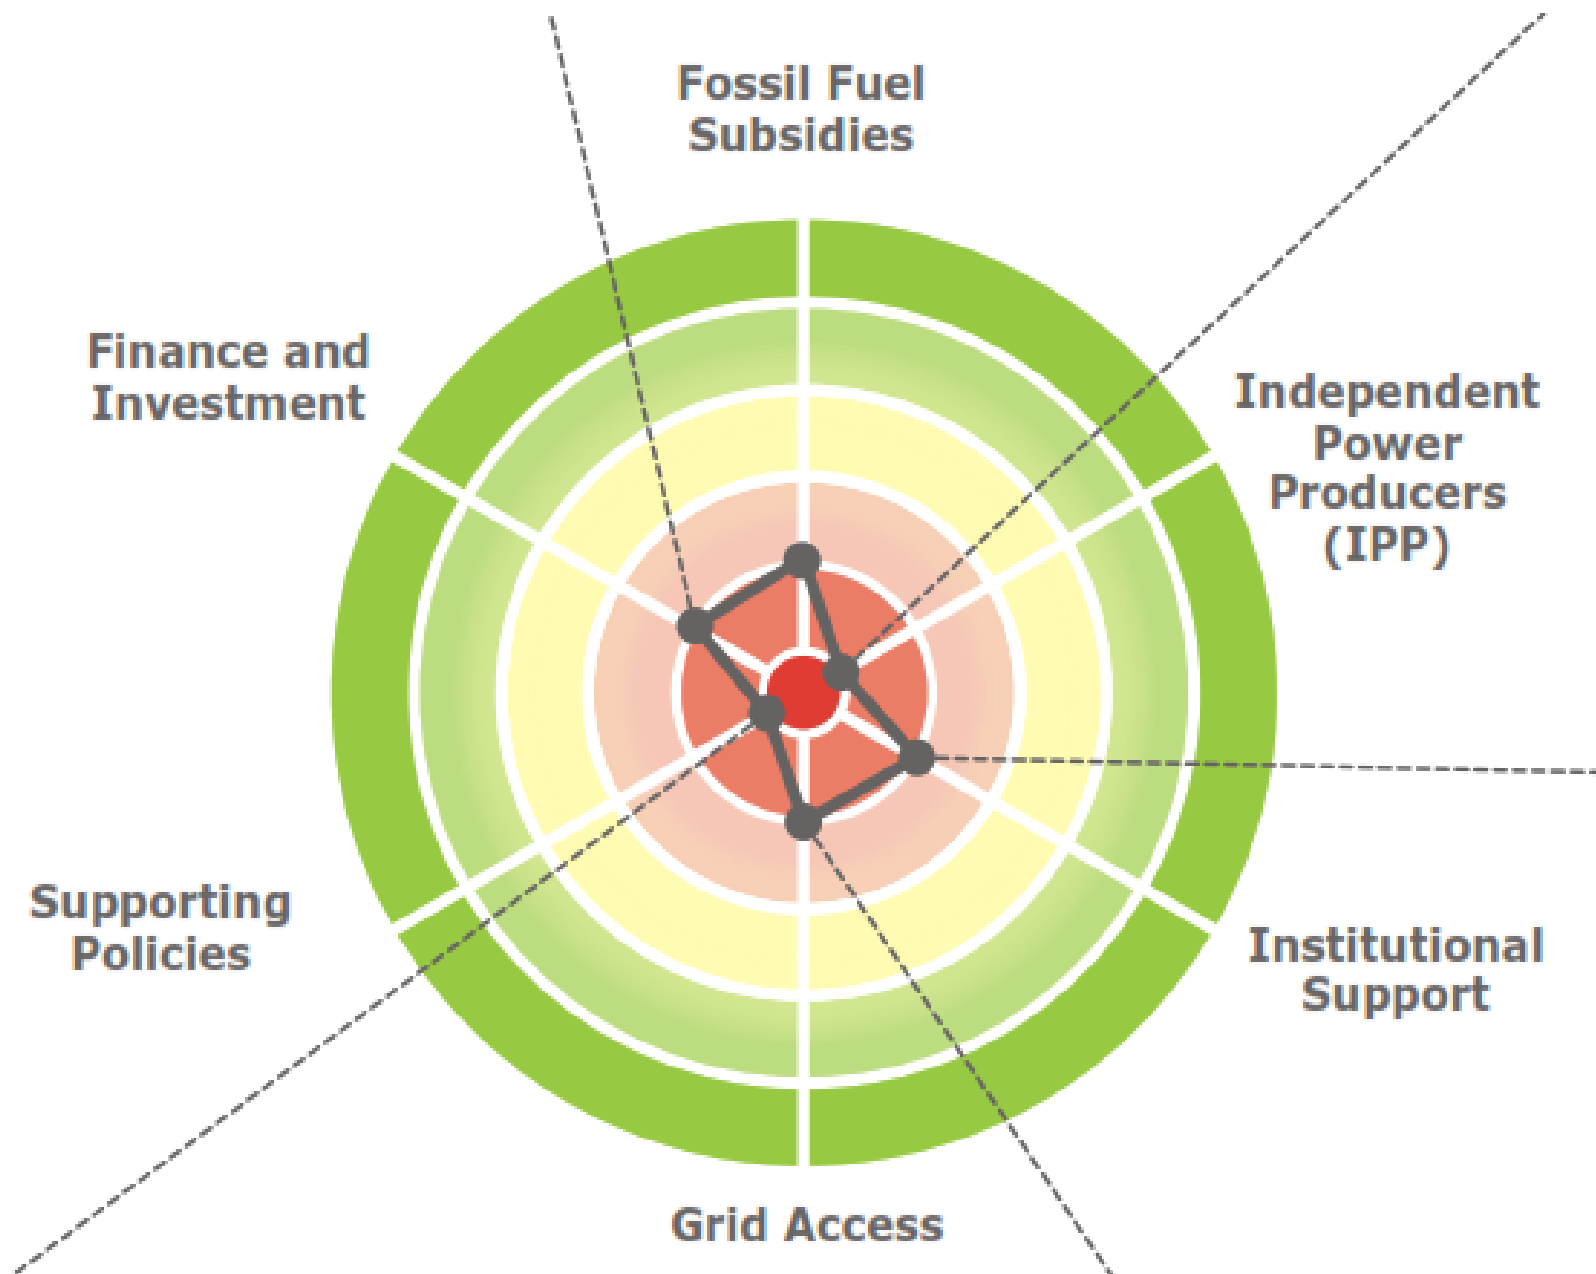 Fossil Fuel
Subsidies
Finance and
Investment
Independent
Power
Producers
(IPP)
Supporting
Policies
Institutional
Support
Grid Access